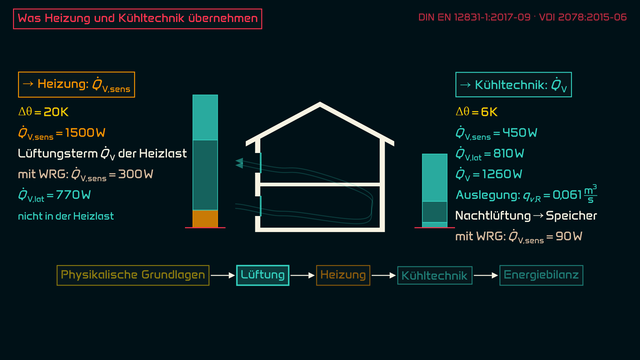 Was Heizung und Kühltechnik übernehmen
DIN EN 12831-1:2017-09 · VDI 2078:2015-06
→ Heizung: Q̇V,sens
Δθ = 20K
Q̇V,sens = 1500W
Lüftungsterm Q̇V der Heizlast
mit WRG: Q̇V,sens = 300W
Q̇V,lat = 770W
nicht in der Heizlast
→ Kühltechnik: Q̇V
Δθ = 6K
Q̇V,sens = 450W
Q̇V,lat = 810W
Q̇V = 1260W
Auslegung: qv,R = 0,061 m³/s
Nachtlüftung → Speicher
mit WRG: Q̇V,sens = 90W
Physikalische Grundlagen → Lüftung → Heizung → Kühltechnik → Energiebilanz